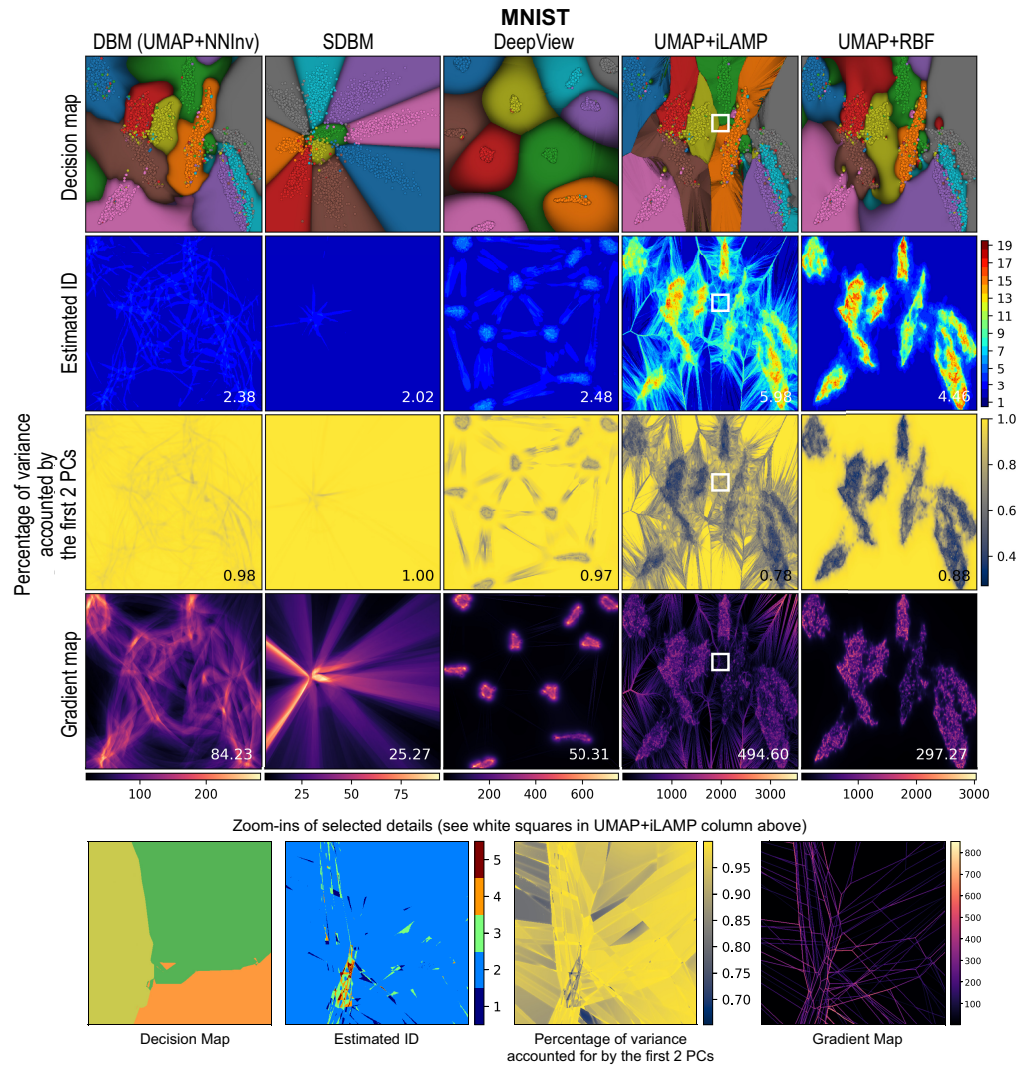 MNIST
DBM (UMAP+NNInv) SDBM DeepView UMAP+iLAMP UMAP+RBF
Decision map
Estimated ID
2.38 2.02 2.48 5.98 4.46
19
17
15
13
11
9
7
5
3
1
Percentage of variance
accounted by
the first 2 PCs
0.98 1.00 0.97 0.78 0.88
1.0
0.8
0.6
0.4
Gradient map
84.23 25.27 50.31 494.60 297.27
100 200 25 50 75 200 400 600 1000 2000 3000 1000 2000 3000
Zoom-ins of selected details (see white squares in UMAP+iLAMP column above)
5
4
3
2
1
0.95
0.90
0.85
0.80
0.75
0.70
800
700
600
500
400
300
200
100
Decision Map Estimated ID Percentage of variance Gradient Map
accounted for by the first 2 PCs